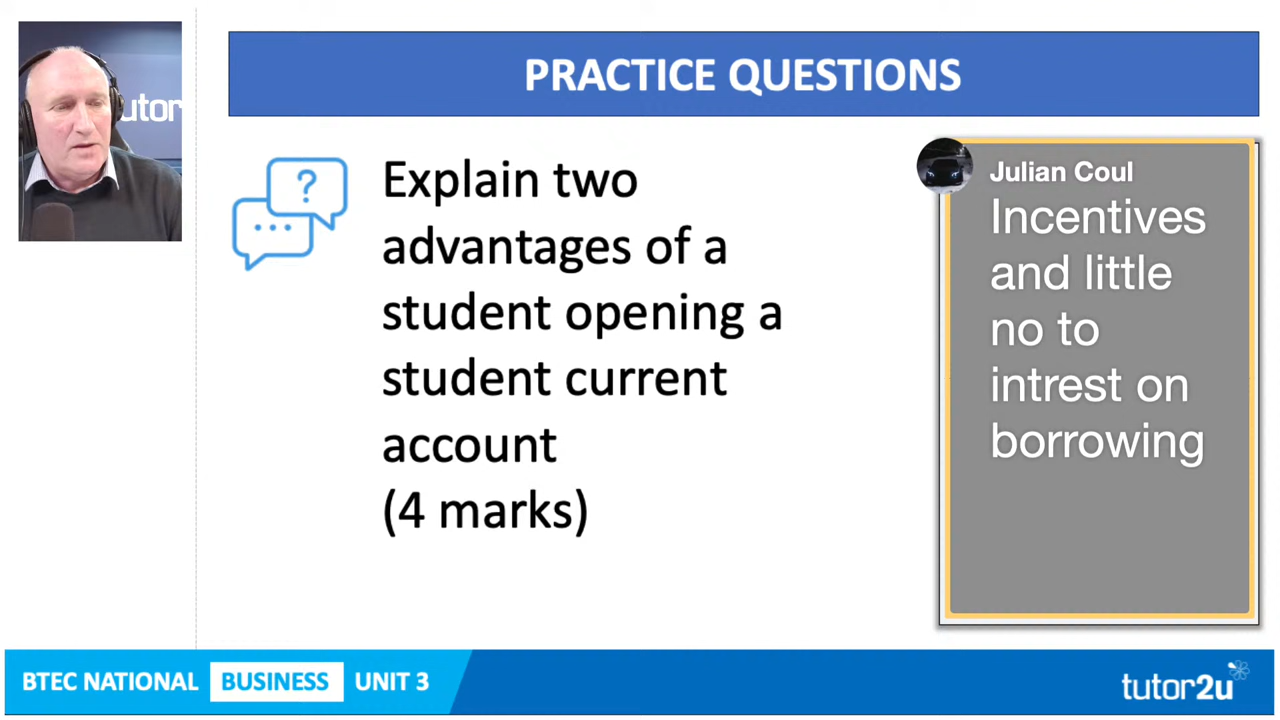 utor
PRACTICE QUESTIONS
?
Explain two
advantages of a
student opening a
student current
account
(4 marks)
Julian Coul
Incentives
and little
no to
intrest on
borrowing
BTEC NATIONAL BUSINESS UNIT 3
tutor2u